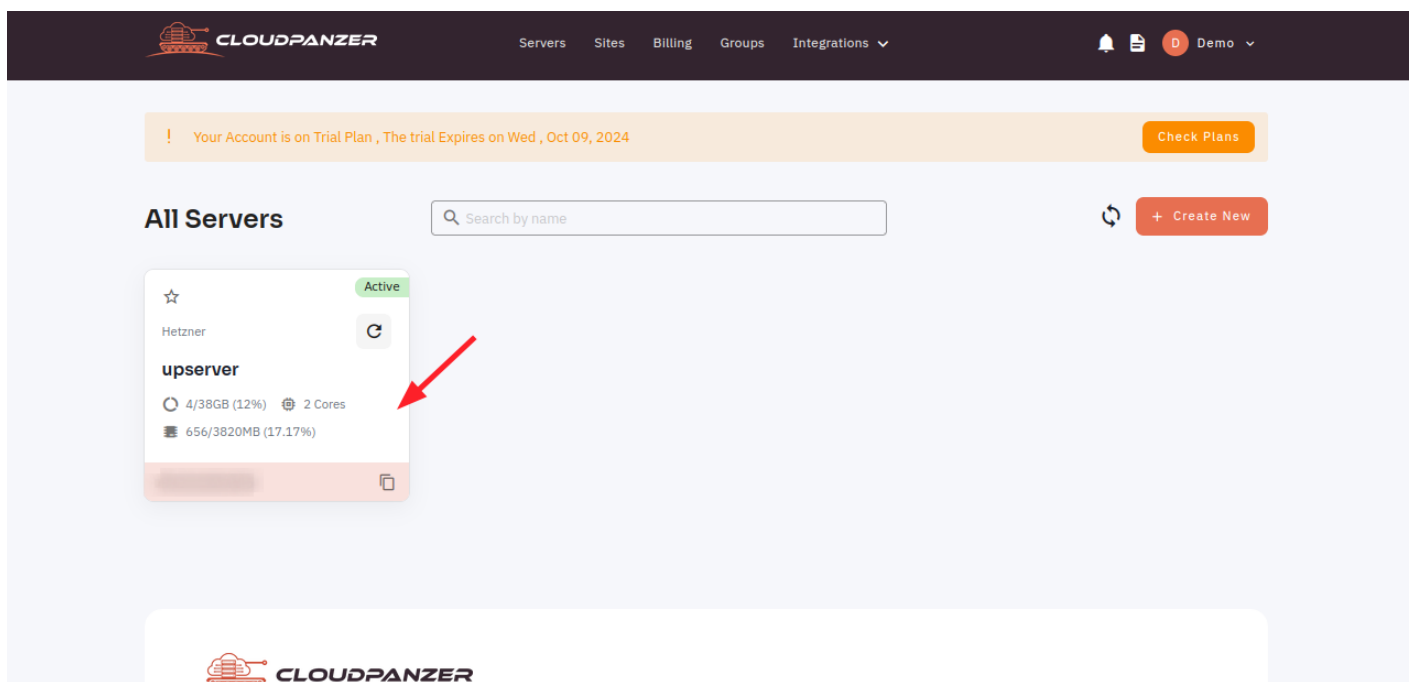 CLOUDPANZER
Servers Sites Billing Groups Integrations
D Demo
! Your Account is on Trial Plan , The trial Expires on Wed , Oct 09, 2024
Check Plans
All Servers
Search by name
+ Create New
Active
Hetzner
upserver
4/38GB (12%) 2 Cores
656/3820MB (17.17%)
CLOUDPANZER